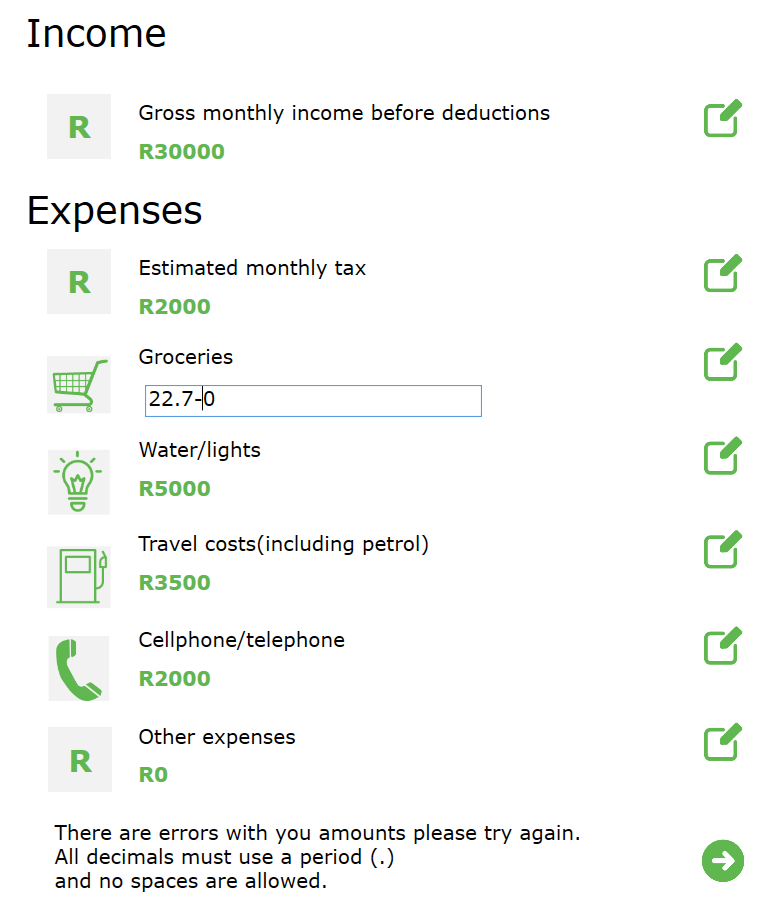 Income
R
Gross monthly income before deductions
R30000
Expenses
R
Estimated monthly tax
R2000
Groceries
22.7-0
Water/lights
R5000
Travel costs(including petrol)
R3500
Cellphone/telephone
R2000
R
Other expenses
R0
There are errors with you amounts please try again.
All decimals must use a period (.)
and no spaces are allowed.